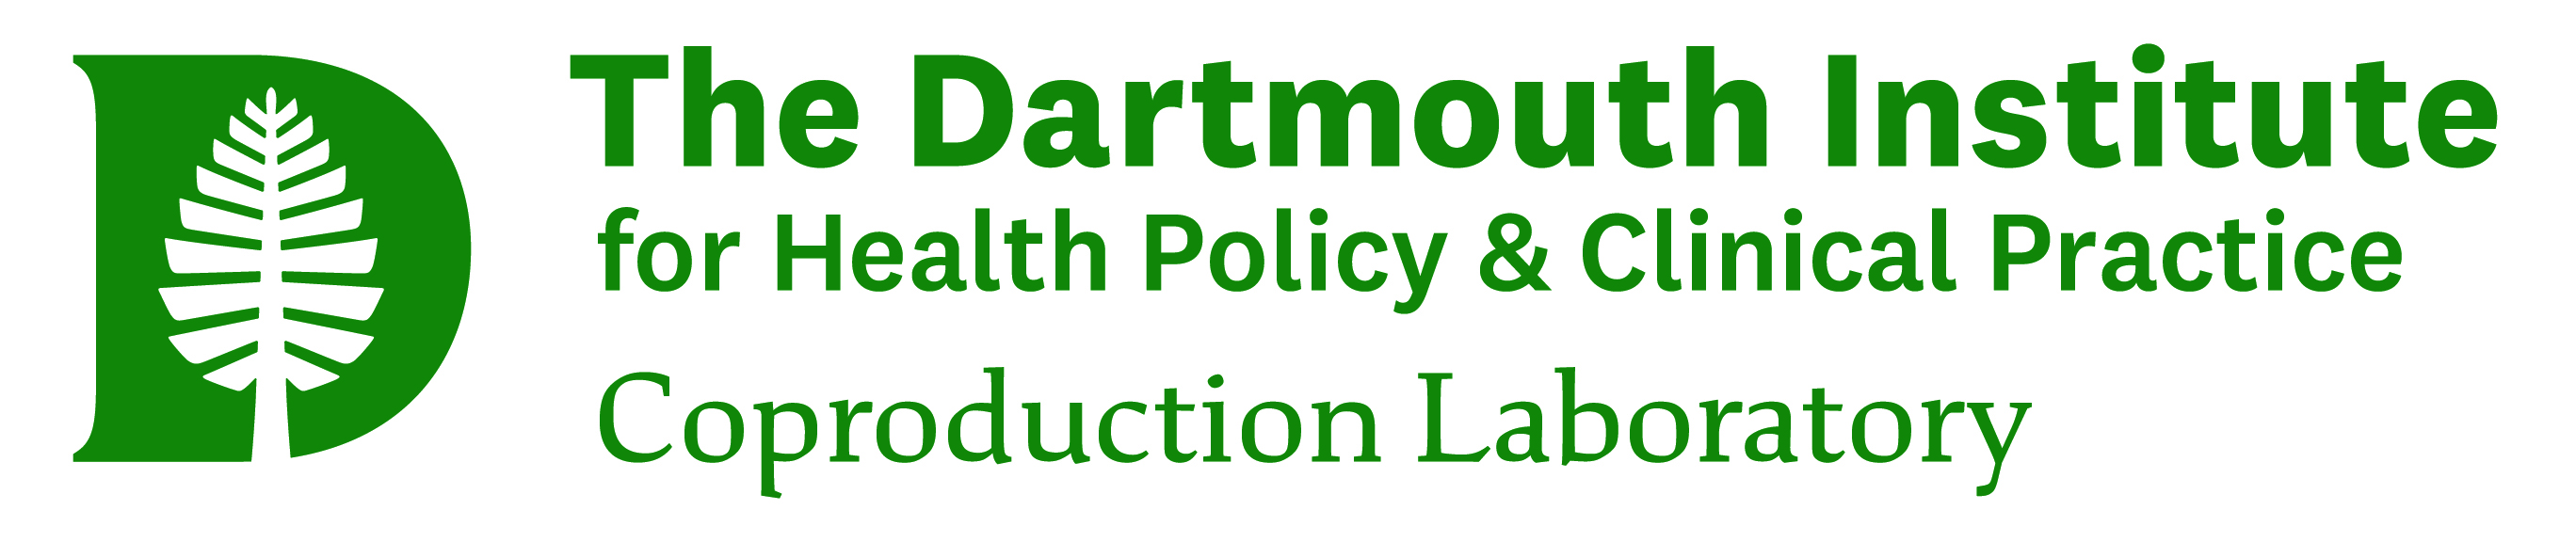 The Dartmouth Institute
for Health Policy & Clinical Practice
Coproduction Laboratory